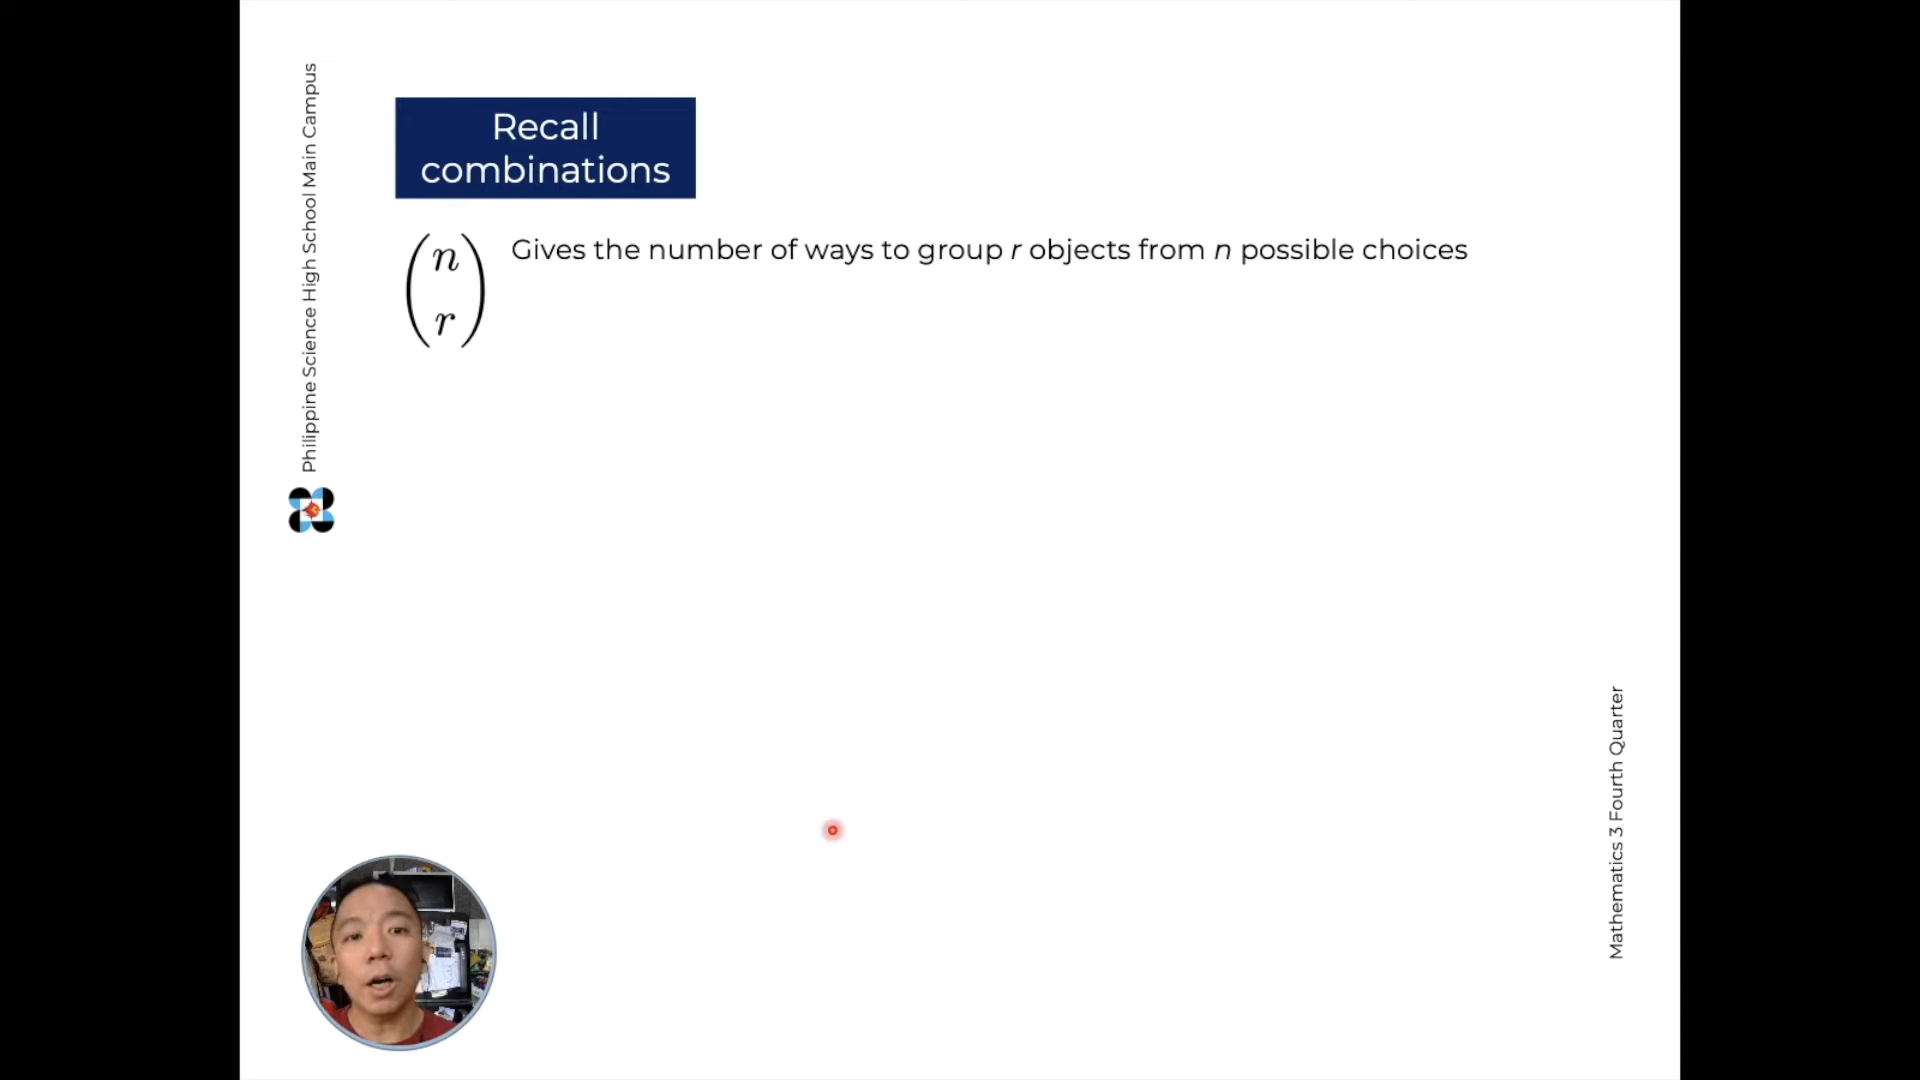 Philippine Science High School Main Campus
Recall
combinations
(n r) Gives the number of ways to group r objects from n possible choices
Mathematics 3 Fourth Quarter